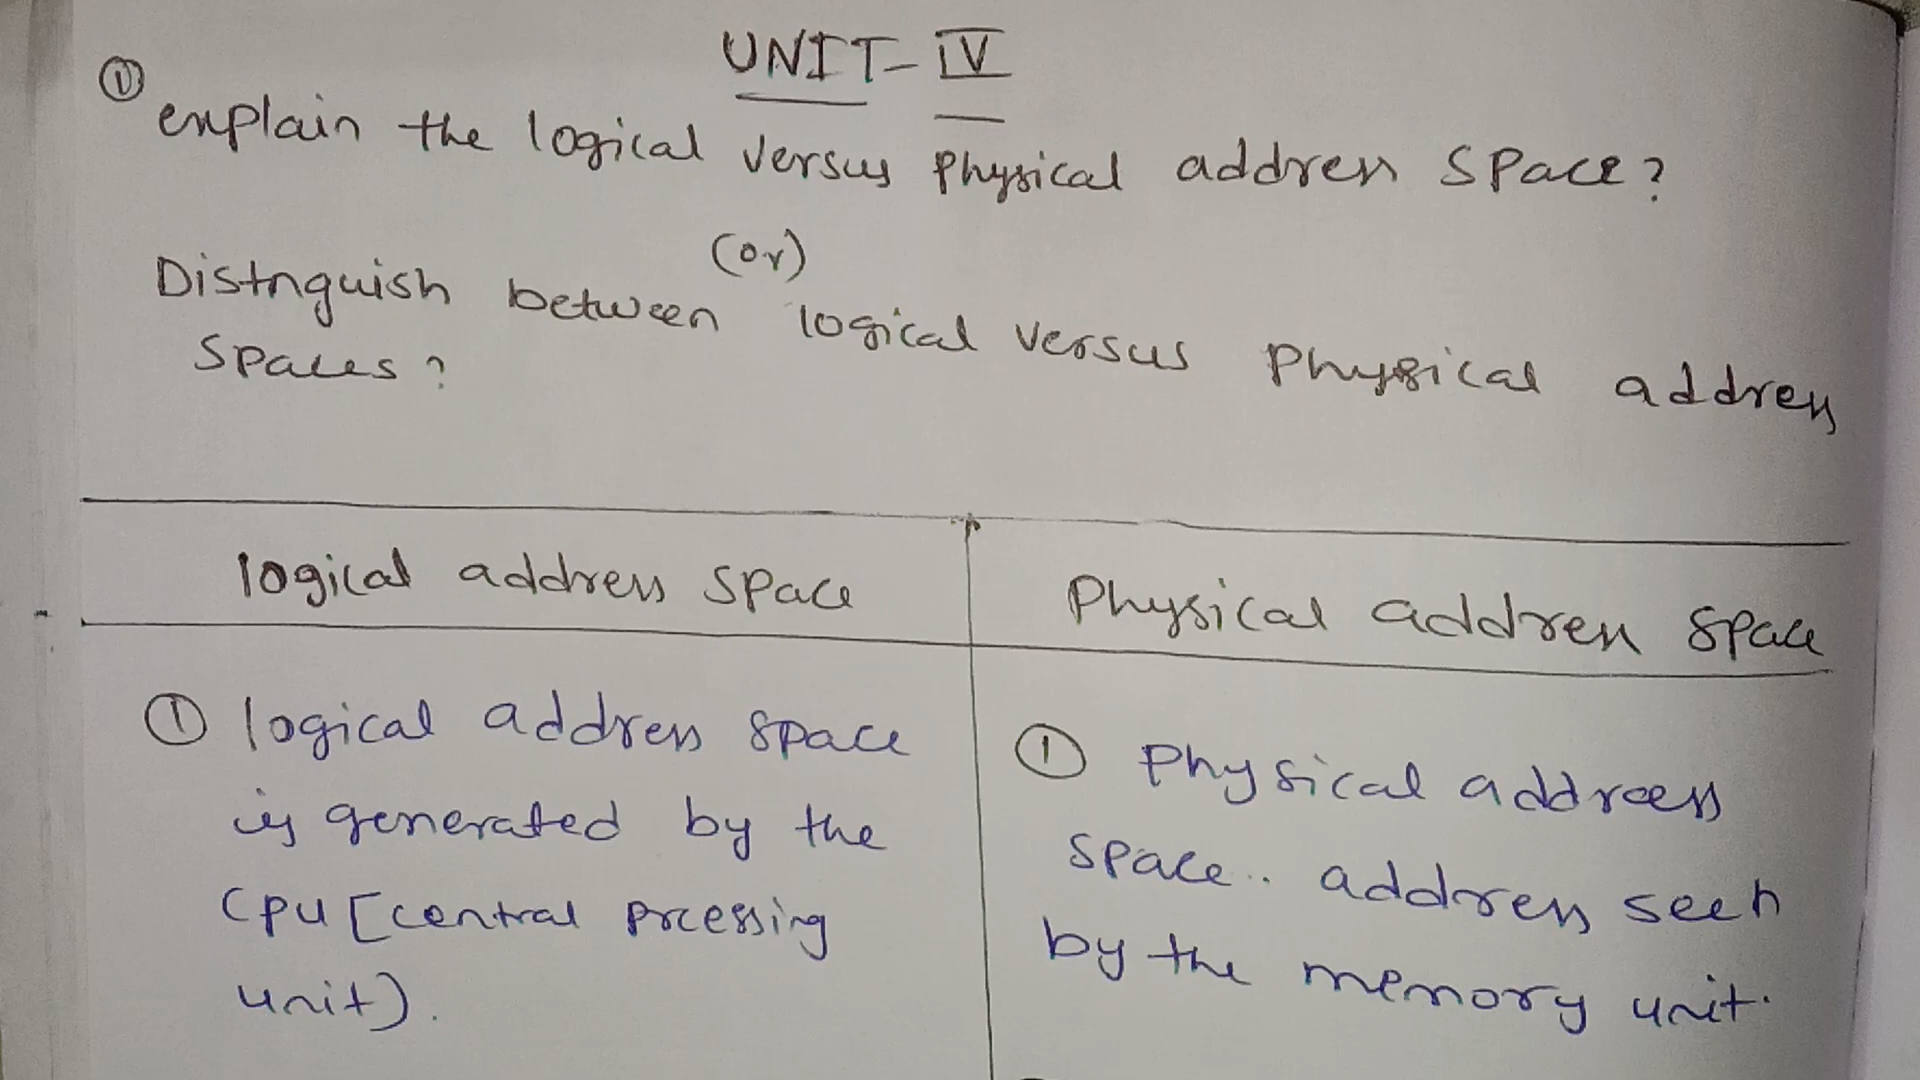 UNIT-IV
① explain the logical versus Physical address space?
(or)
Distnguish between logical versus Physical address
spaces?
logical address space
Physical address space
① logical address space
is generated by the
CPU [central prcessing
unit).
① Physical addrcess
space.. address seen
by the memory unit.